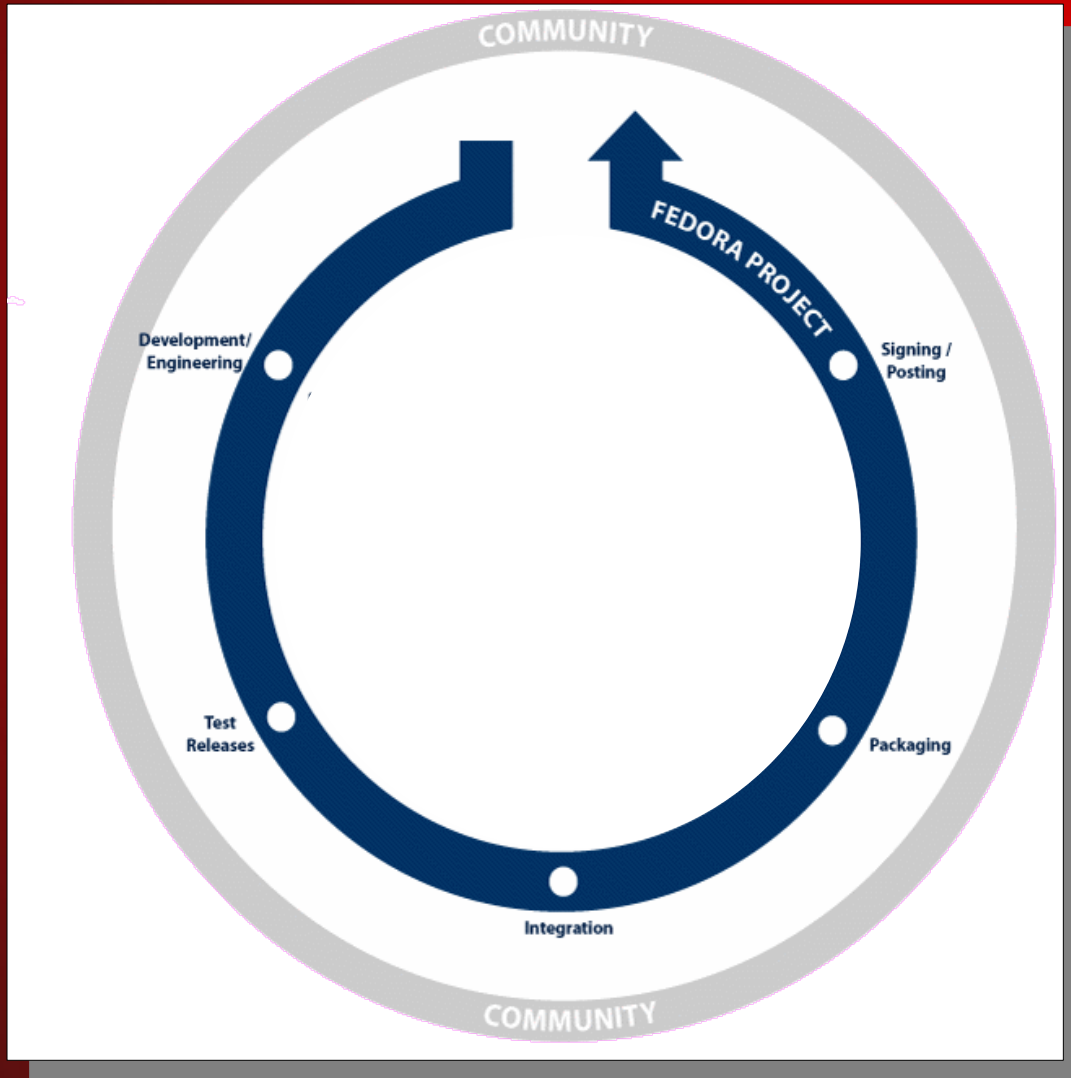 COMMUNITY
FEDORA PROJECT
Development/
Engineering
Signing /
Posting
Test
Releases
Packaging
Integration
COMMUNITY